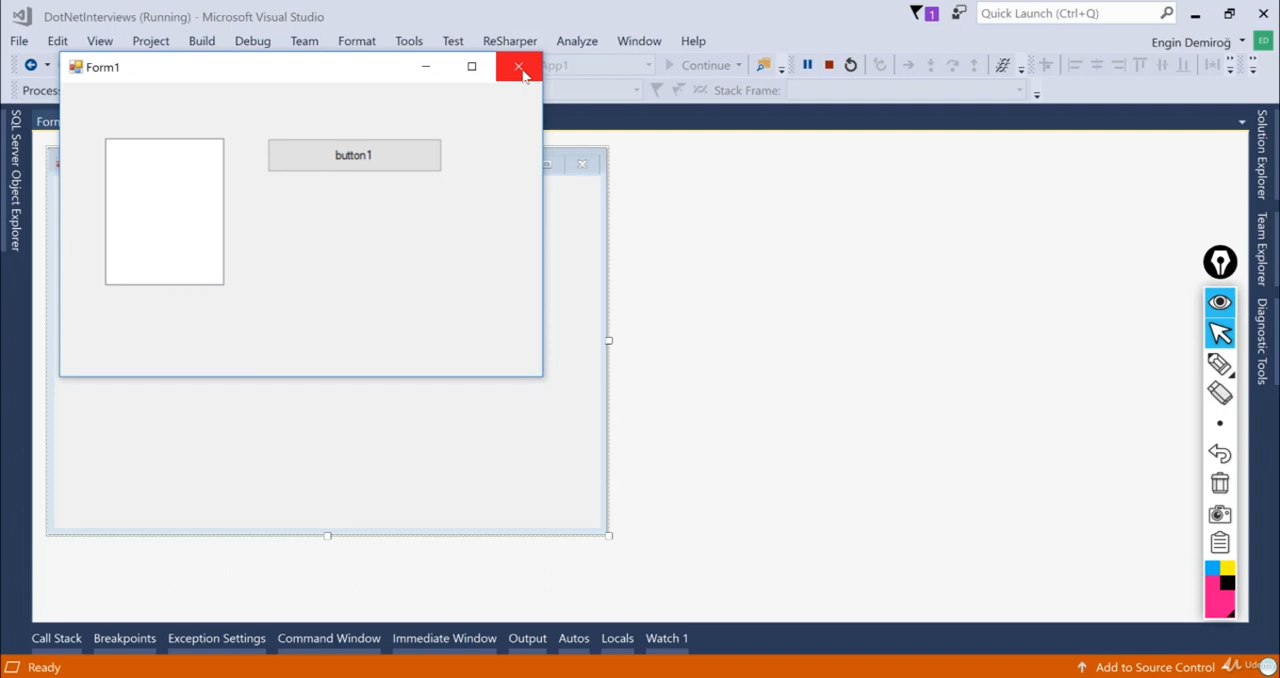 DotNetInterviews (Running) - Microsoft Visual Studio
1
Quick Launch (Ctrl+Q)
File Edit View Project Build Debug Team Format Tools Test ReSharper Analyze Window Help
Engin Demiroğ
ED
Form1
App1
Continue
Proces
Stack Frame:
Form
button1
SQL Server Object Explorer
Solution Explorer
Team Explorer
Diagnostic Tools
Call Stack Breakpoints Exception Settings Command Window Immediate Window Output Autos Locals Watch 1
Ready
Add to Source Control